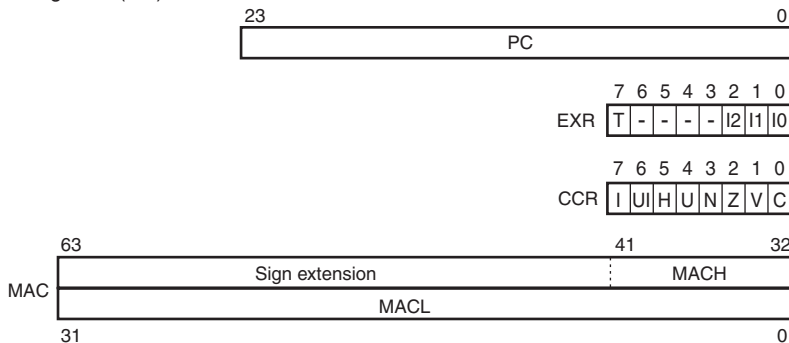 23 0
PC
7 6 5 4 3 2 1 0
EXR T - - - - I2 I1 I0
7 6 5 4 3 2 1 0
CCR I UI H U N Z V C
63 41 32
MAC
Sign extension MACH
MACL
31 0